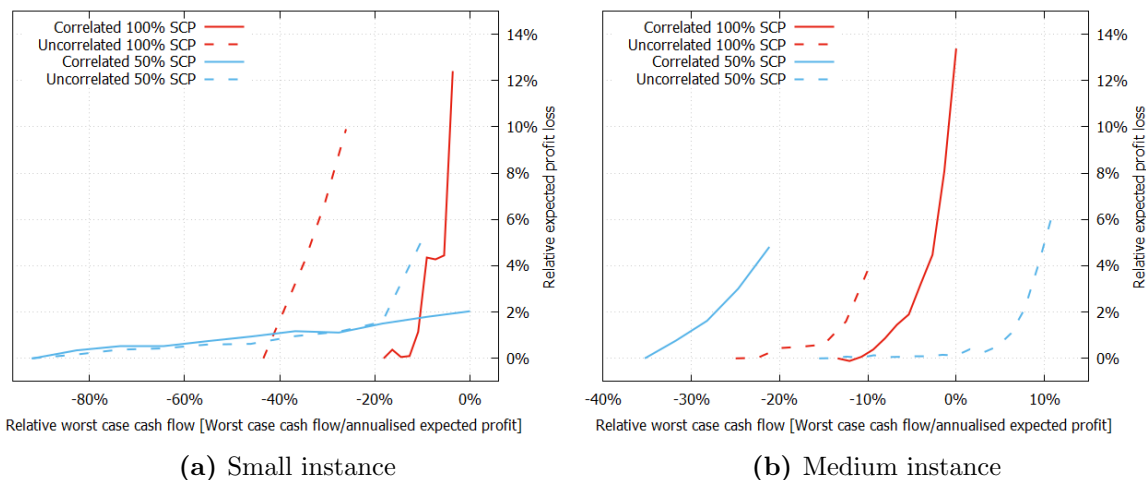 Correlated 100% SCP
Uncorrelated 100% SCP
Correlated 50% SCP
Uncorrelated 50% SCP
14%
12%
10%
8%
6%
4%
2%
0%
Relative expected profit loss
-80% -60% -40% -20% 0%
Relative worst case cash flow [Worst case cash flow/annualised expected profit]
(a) Small instance
Correlated 100% SCP
Uncorrelated 100% SCP
Correlated 50% SCP
Uncorrelated 50% SCP
14%
12%
10%
8%
6%
4%
2%
0%
Relative expected profit loss
-40% -30% -20% -10% 0% 10%
Relative worst case cash flow [Worst case cash flow/annualised expected profit]
(b) Medium instance